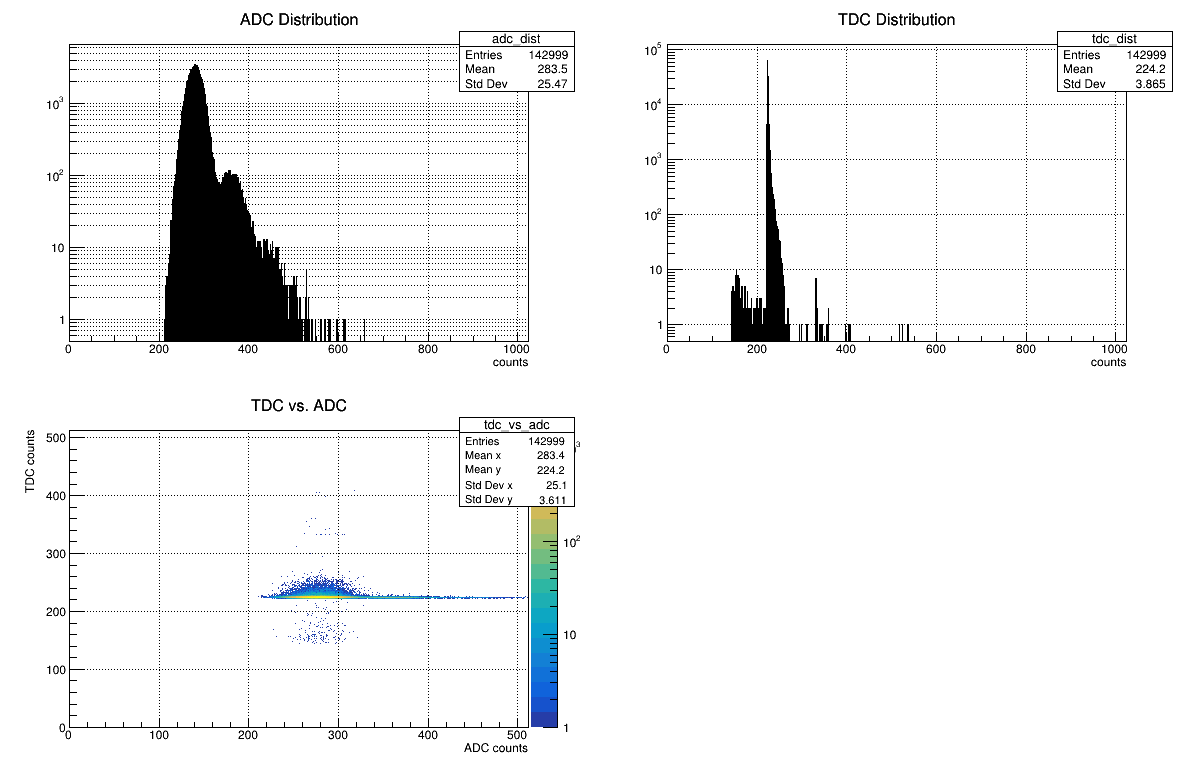 ADC Distribution
adc_dist
Entries 142999
Mean 283.5
Std Dev 25.47
10³
10²
10
1
0 200 400 600 800 1000
counts
TDC Distribution
tdc_dist
Entries 142999
Mean 224.2
Std Dev 3.865
10⁵
10⁴
10³
10²
10
1
0 200 400 600 800 1000
counts
TDC vs. ADC
tdc_vs_adc
Entries 142999
Mean x 283.4
Mean y 224.2
Std Dev x 25.1
Std Dev y 3.611
TDC counts
500
400
300
200
100
0
0 100 200 300 400 500
ADC counts
3
10²
10
1